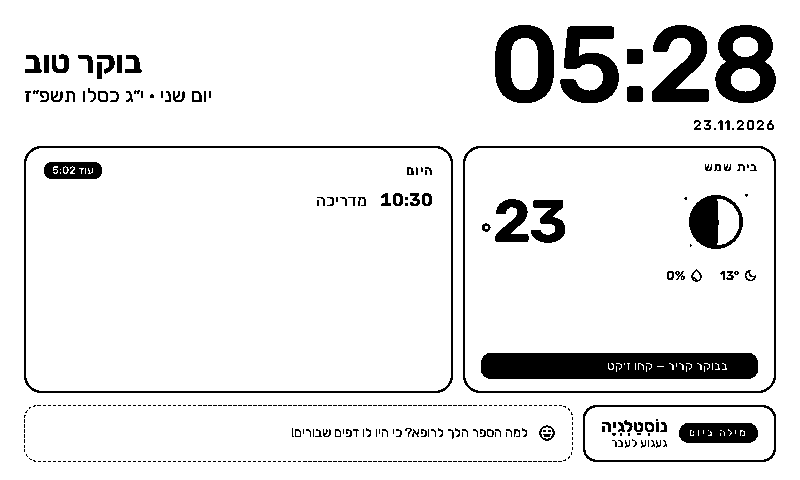 05:28
23.11.2026
בוקר טוב
יום שני • י״ג כסלו תשפ״ז
בית שמש
23°
13° 0%
בבוקר קריר – קחו ז׳קט
היום
עוד 5:02
10:30 מדריכה
מילה ביום
נוֹסְטַלְגְיָה
געגוע לעבר
למה הספר הלך לרופא? כי היו לו דפים שבורים!